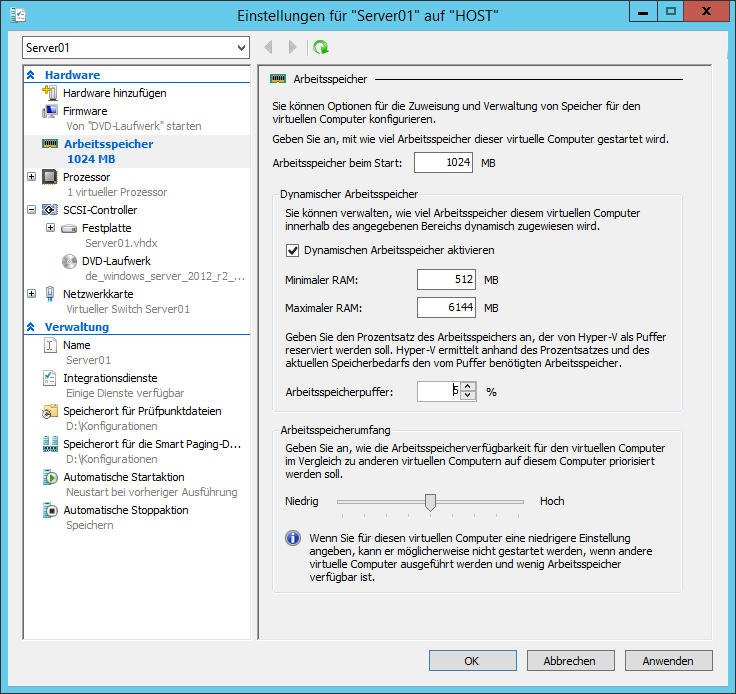 Einstellungen für "Server01" auf "HOST"
Server01
Hardware
Hardware hinzufügen
Firmware
Von "DVD-Laufwerk" starten
Arbeitsspeicher
1024 MB
Prozessor
1 virtueller Prozessor
SCSI-Controller
Festplatte
Server01.vhdx
DVD-Laufwerk
de_windows_server_2012_r2_...
Netzwerkkarte
Virtueller Switch Server01
Verwaltung
Name
Server01
Integrationsdienste
Einige Dienste verfügbar
Speicherort für Prüfpunktdateien
D:\Konfigurationen
Speicherort für die Smart Paging-D...
D:\Konfigurationen
Automatische Startaktion
Neustart bei vorheriger Ausführung
Automatische Stoppaktion
Speichern
Arbeitsspeicher
Sie können Optionen für die Zuweisung und Verwaltung von Speicher für den
virtuellen Computer konfigurieren.
Geben Sie an, mit wie viel Arbeitsspeicher dieser virtuelle Computer gestartet wird.
Arbeitsspeicher beim Start: 1024 MB
Dynamischer Arbeitsspeicher
Sie können verwalten, wie viel Arbeitsspeicher diesem virtuellen Computer
innerhalb des angegebenen Bereichs dynamisch zugewiesen wird.
Dynamischen Arbeitsspeicher aktivieren
Minimaler RAM: 512 MB
Maximaler RAM: 6144 MB
Geben Sie den Prozentsatz des Arbeitsspeichers an, der von Hyper-V als Puffer
reserviert werden soll. Hyper-V ermittelt anhand des Prozentsatzes und des
aktuellen Speicherbedarfs den vom Puffer benötigten Arbeitsspeicher.
Arbeitsspeicherpuffer: 5 %
Arbeitsspeicherumfang
Geben Sie an, wie die Arbeitsspeicherverfügbarkeit für den virtuellen Computer
im Vergleich zu anderen virtuellen Computern auf diesem Computer priorisiert
werden soll.
Niedrig Hoch
Wenn Sie für diesen virtuellen Computer eine niedrigere Einstellung
angeben, kann er möglicherweise nicht gestartet werden, wenn andere
virtuelle Computer ausgeführt werden und wenig Arbeitsspeicher
verfügbar ist.
OK Abbrechen Anwenden